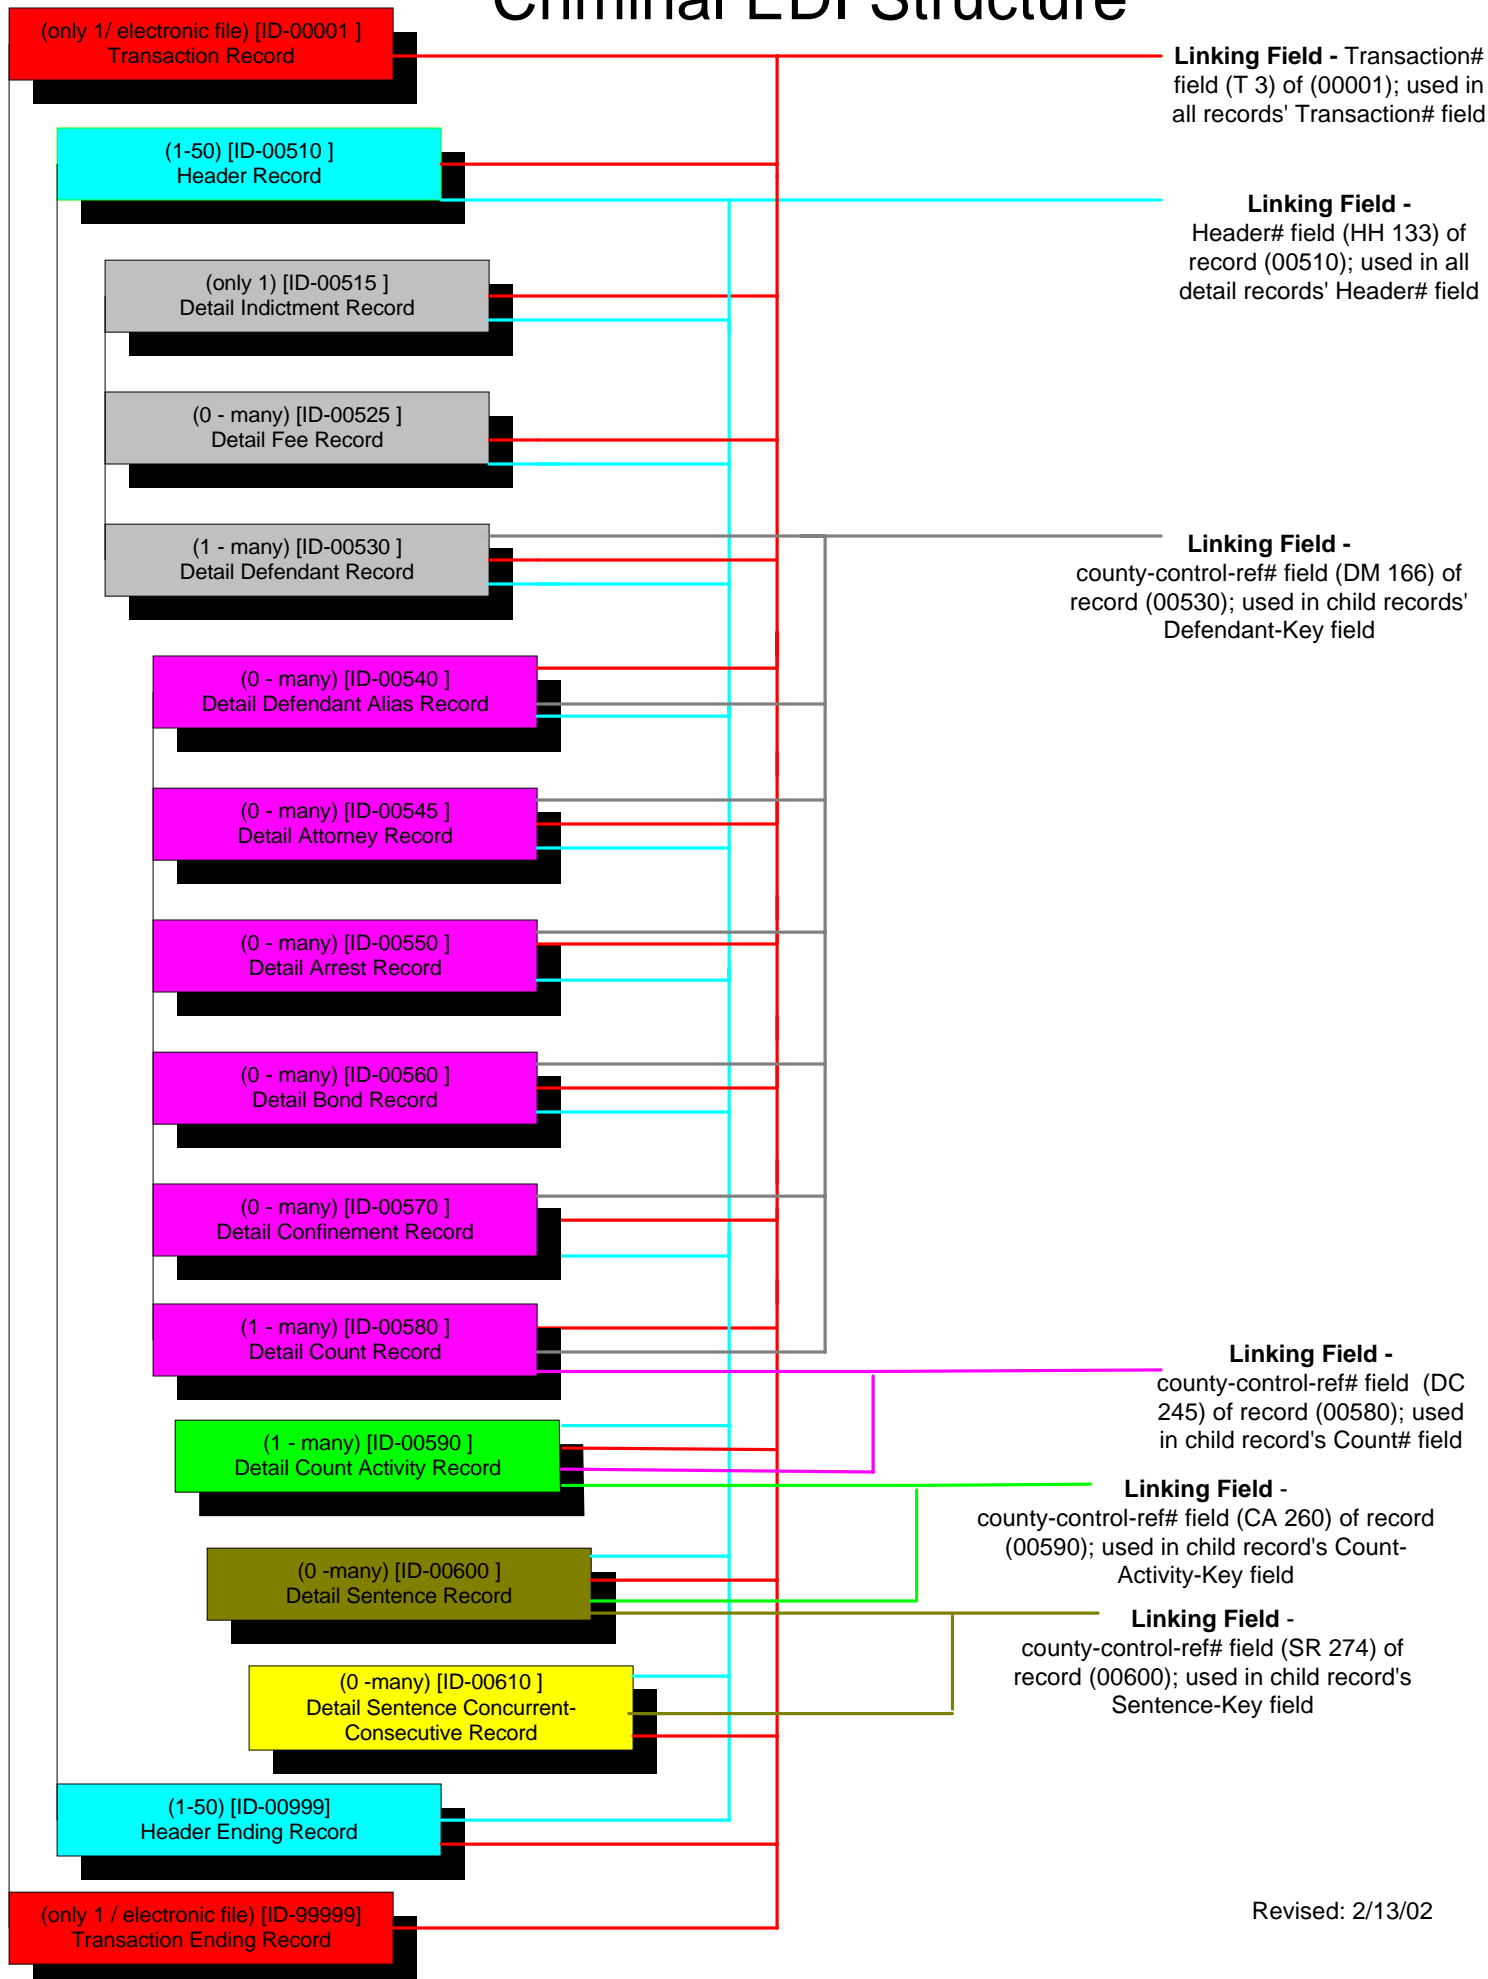 Criminal EDI Structure
(only 1/ electronic file) [ID-00001 ]
Transaction Record
Linking Field - Transaction#
field (T 3) of (00001); used in
all records' Transaction# field
(1-50) [ID-00510 ]
Header Record
Linking Field -
Header# field (HH 133) of
record (00510); used in all
detail records' Header# field
(only 1) [ID-00515 ]
Detail Indictment Record
(0 - many) [ID-00525 ]
Detail Fee Record
(1 - many) [ID-00530 ]
Detail Defendant Record
Linking Field -
county-control-ref# field (DM 166) of
record (00530); used in child records'
Defendant-Key field
(0 - many) [ID-00540 ]
Detail Defendant Alias Record
(0 - many) [ID-00545 ]
Detail Attorney Record
(0 - many) [ID-00550 ]
Detail Arrest Record
(0 - many) [ID-00560 ]
Detail Bond Record
(0 - many) [ID-00570 ]
Detail Confinement Record
(1 - many) [ID-00580 ]
Detail Count Record
Linking Field -
county-control-ref# field (DC
245) of record (00580); used
in child record's Count# field
(1 - many) [ID-00590 ]
Detail Count Activity Record
Linking Field -
county-control-ref# field (CA 260) of record
(00590); used in child record's Count-
Activity-Key field
(0 -many) [ID-00600 ]
Detail Sentence Record
Linking Field -
county-control-ref# field (SR 274) of
record (00600); used in child record's
Sentence-Key field
(0 -many) [ID-00610 ]
Detail Sentence Concurrent-
Consecutive Record
(1-50) [ID-00999]
Header Ending Record
(only 1 / electronic file) [ID-99999]
Transaction Ending Record
Revised: 2/13/02